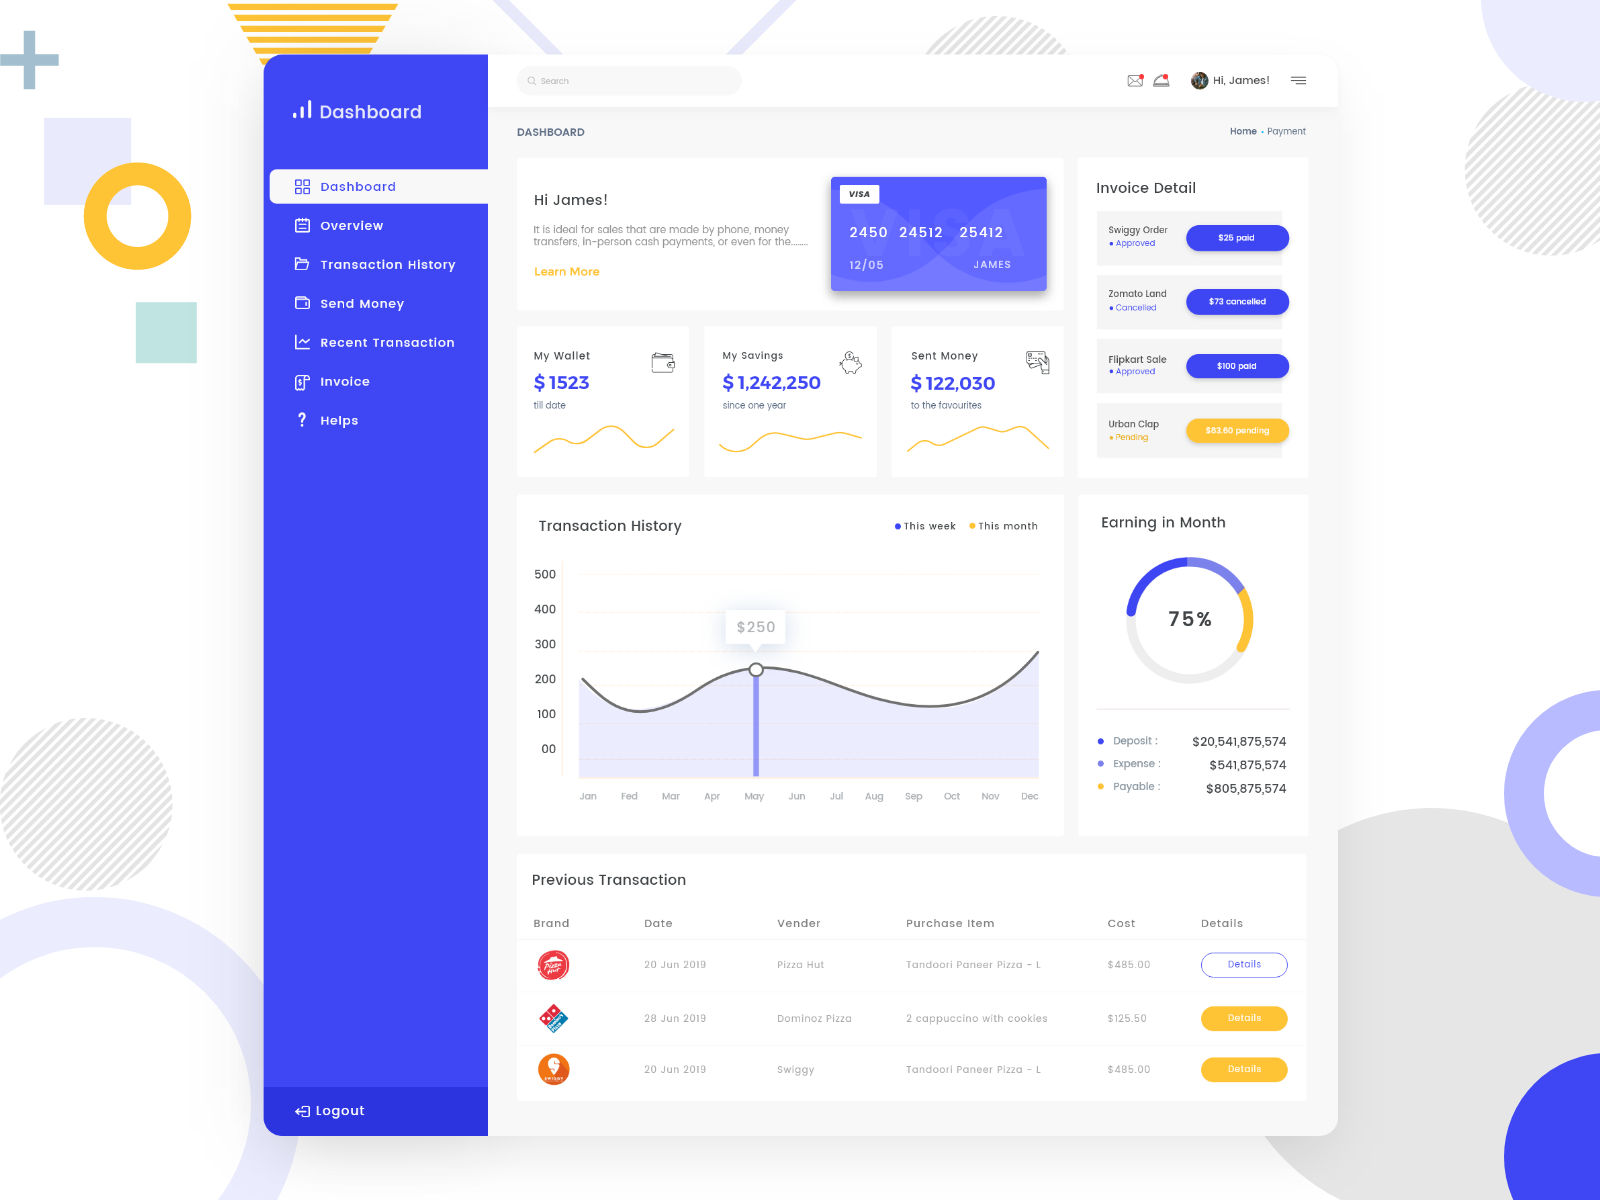 Dashboard
Dashboard
Overview
Transaction History
Send Money
Recent Transaction
Invoice
Helps
Logout
Search
Hi, James!
DASHBOARD
Home • Payment
Hi James!
It is ideal for sales that are made by phone, money
transfers, in-person cash payments, or even for the........
Learn More
VISA
VISA
2450 24512 25412
12/05 JAMES
Invoice Detail
Swiggy Order
• Approved
$25 paid
Zomato Land
• Cancelled
$73 cancelled
Flipkart Sale
• Approved
$100 paid
Urban Clap
• Pending
$83.60 pending
My Wallet
$ 1523
till date
My Savings
$ 1,242,250
since one year
Sent Money
$ 122,030
to the favourites
Transaction History
This week This month
500
400
300
200
100
00
$250
Jan Fed Mar Apr May Jun Jul Aug Sep Oct Nov Dec
Earning in Month
75%
Deposit : $20,541,875,574
Expense : $541,875,574
Payable : $805,875,574
Previous Transaction
Brand Date Vender Purchase Item Cost Details
Pizza Hut 20 Jun 2019 Pizza Hut Tandoori Paneer Pizza - L $485.00 Details
28 Jun 2019 Dominoz Pizza 2 cappuccino with cookies $125.50 Details
20 Jun 2019 Swiggy Tandoori Paneer Pizza - L $485.00 Details